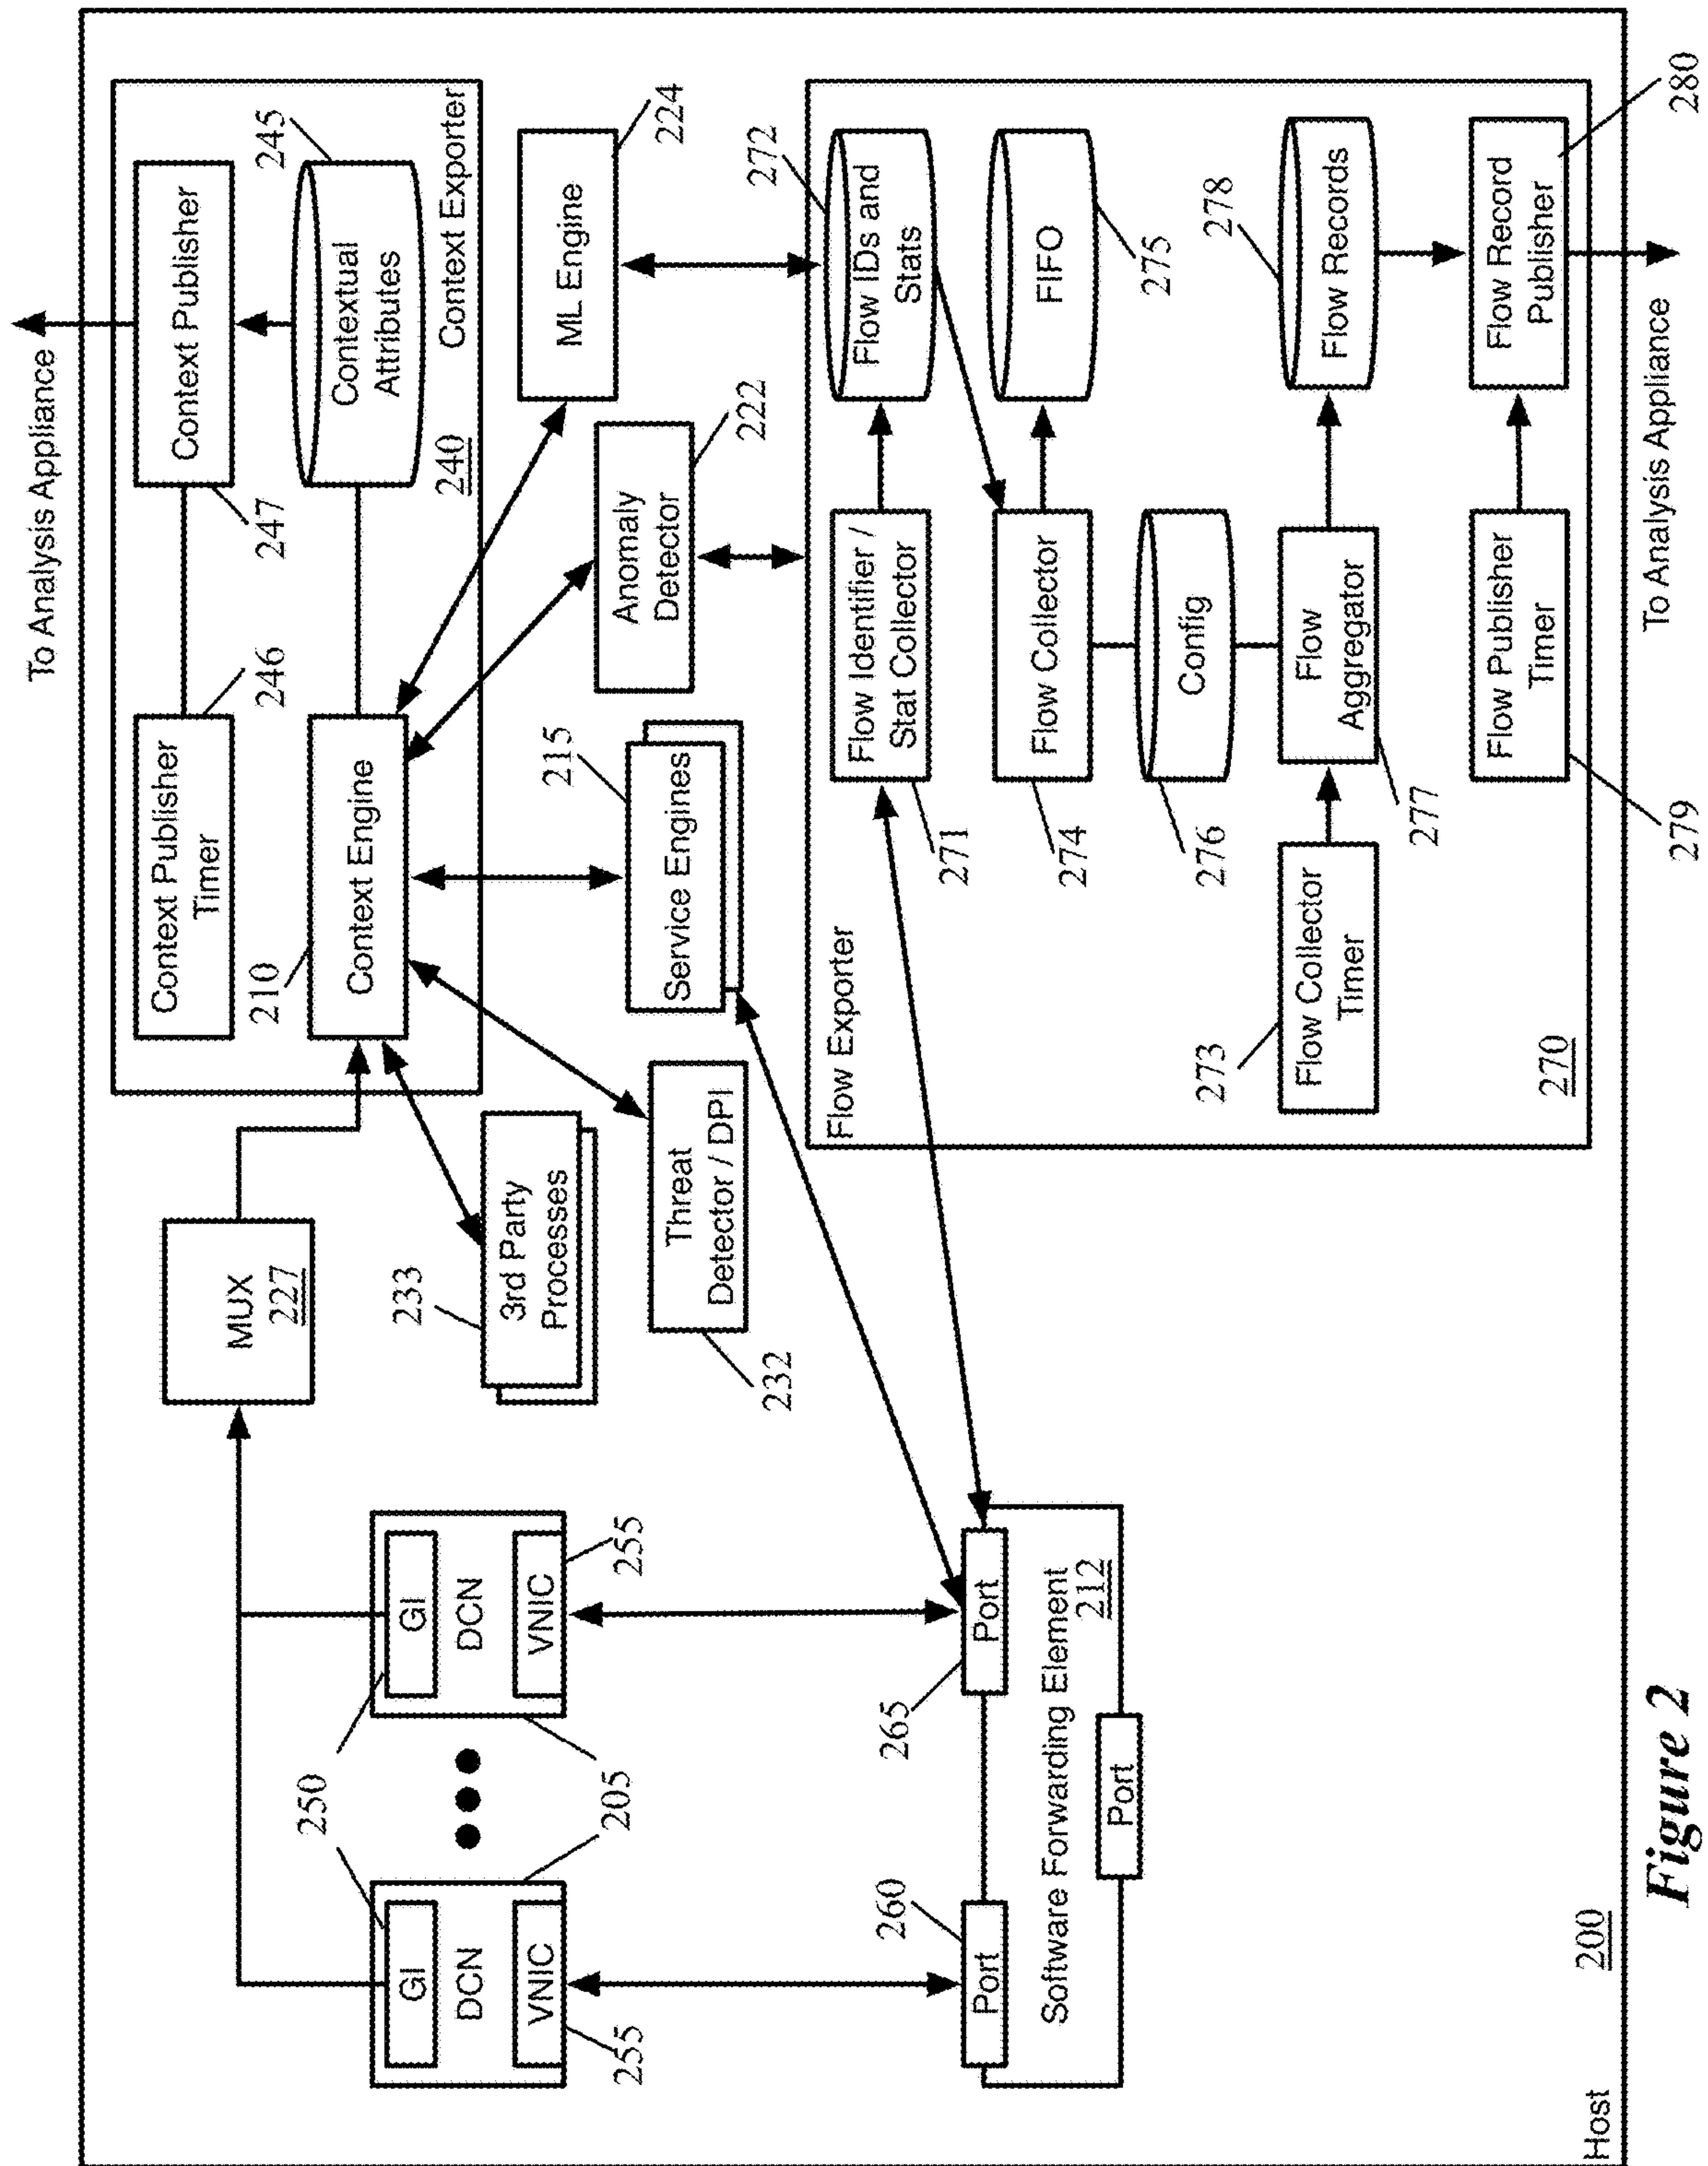 To Analysis Appliance
Context Publisher
Timer
246
247
Context Publisher
210
Context Engine
Contextual
Attributes
245
240
Context Exporter
MUX
227
250
GI
DCN
VNIC
255
GI
DCN
VNIC
255
205
233
3rd Party
Processes
Threat
Detector / DPI
232
215
Service Engines
Anomaly
Detector
222
ML Engine
224
260
Port
265
Port
Software Forwarding Element
212
Port
Flow Exporter
Flow Identifier /
Stat Collector
271
272
Flow IDs and
Stats
Flow Collector
274
FIFO
275
Config
276
273
Flow Collector
Timer
Flow
Aggregator
277
278
Flow Records
Flow Publisher
Timer
279
Flow Record
Publisher
280
270
To Analysis Appliance
Host
200
Figure 2